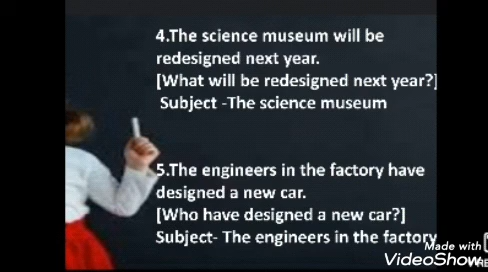 4.The science museum will be
redesigned next year.
[What will be redesigned next year?]
Subject -The science museum
5.The engineers in the factory have
designed a new car.
[Who have designed a new car?]
Subject- The engineers in the factory
Made with
VideoShow